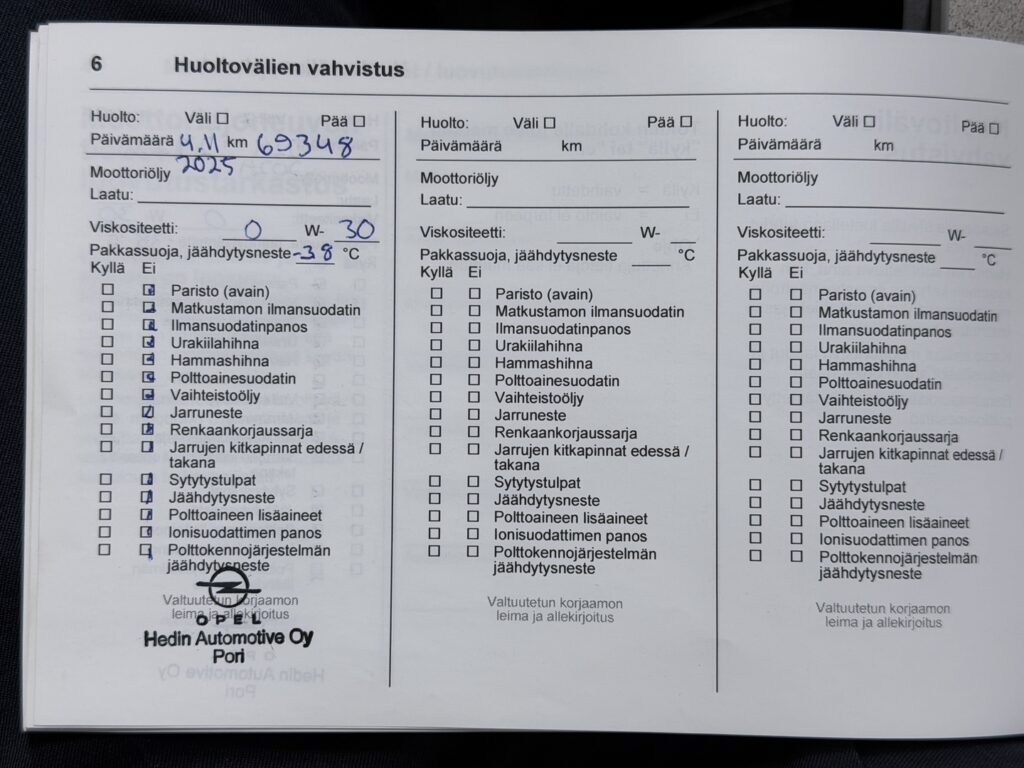 6 Huoltovälien vahvistus
Huolto: Väli ☐ Pää ☐
Päivämäärä 4.11 km 69348
2025
Moottoriöljy
Laatu:
Viskositeetti: 0 W- 30
Pakkassuoja, jäähdytysneste -38 °C
Kyllä Ei
Paristo (avain)
Matkustamon ilmansuodatin
Ilmansuodatinpanos
Urakiilahihna
Hammashihna
Polttoainesuodatin
Vaihteistoöljy
Jarruneste
Renkaankorjaussarja
Jarrujen kitkapinnat edessä /
takana
Sytytystulpat
Jäähdytysneste
Polttoaineen lisäaineet
Ionisuodattimen panos
Polttokennojärjestelmän
jäähdytysneste
Valtuutetun korjaamon
leima ja allekirjoitus
OPEL
Hedin Automotive Oy
Pori
Huolto: Väli ☐ Pää ☐
Päivämäärä km
Moottoriöljy
Laatu:
Viskositeetti: W-
Pakkassuoja, jäähdytysneste °C
Kyllä Ei
Paristo (avain)
Matkustamon ilmansuodatin
Ilmansuodatinpanos
Urakiilahihna
Hammashihna
Polttoainesuodatin
Vaihteistoöljy
Jarruneste
Renkaankorjaussarja
Jarrujen kitkapinnat edessä /
takana
Sytytystulpat
Jäähdytysneste
Polttoaineen lisäaineet
Ionisuodattimen panos
Polttokennojärjestelmän
jäähdytysneste
Valtuutetun korjaamon
leima ja allekirjoitus
Huolto: Väli ☐ Pää ☐
Päivämäärä km
Moottoriöljy
Laatu:
Viskositeetti: W-
Pakkassuoja, jäähdytysneste °C
Kyllä Ei
Paristo (avain)
Matkustamon ilmansuodatin
Ilmansuodatinpanos
Urakiilahihna
Hammashihna
Polttoainesuodatin
Vaihteistoöljy
Jarruneste
Renkaankorjaussarja
Jarrujen kitkapinnat edessä /
takana
Sytytystulpat
Jäähdytysneste
Polttoaineen lisäaineet
Ionisuodattimen panos
Polttokennojärjestelmän
jäähdytysneste
Valtuutetun korjaamon
leima ja allekirjoitus